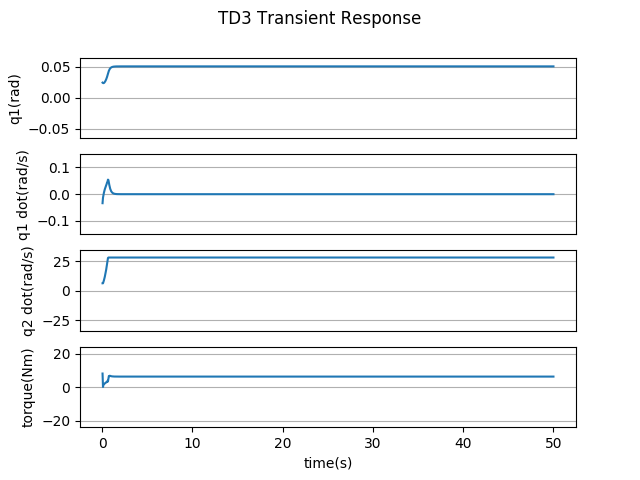 TD3 Transient Response
q1(rad)
0.05
0.00
−0.05
q1 dot(rad/s)
0.1
0.0
−0.1
q2 dot(rad/s)
25
0
−25
torque(Nm)
20
0
−20
0 10 20 30 40 50
time(s)